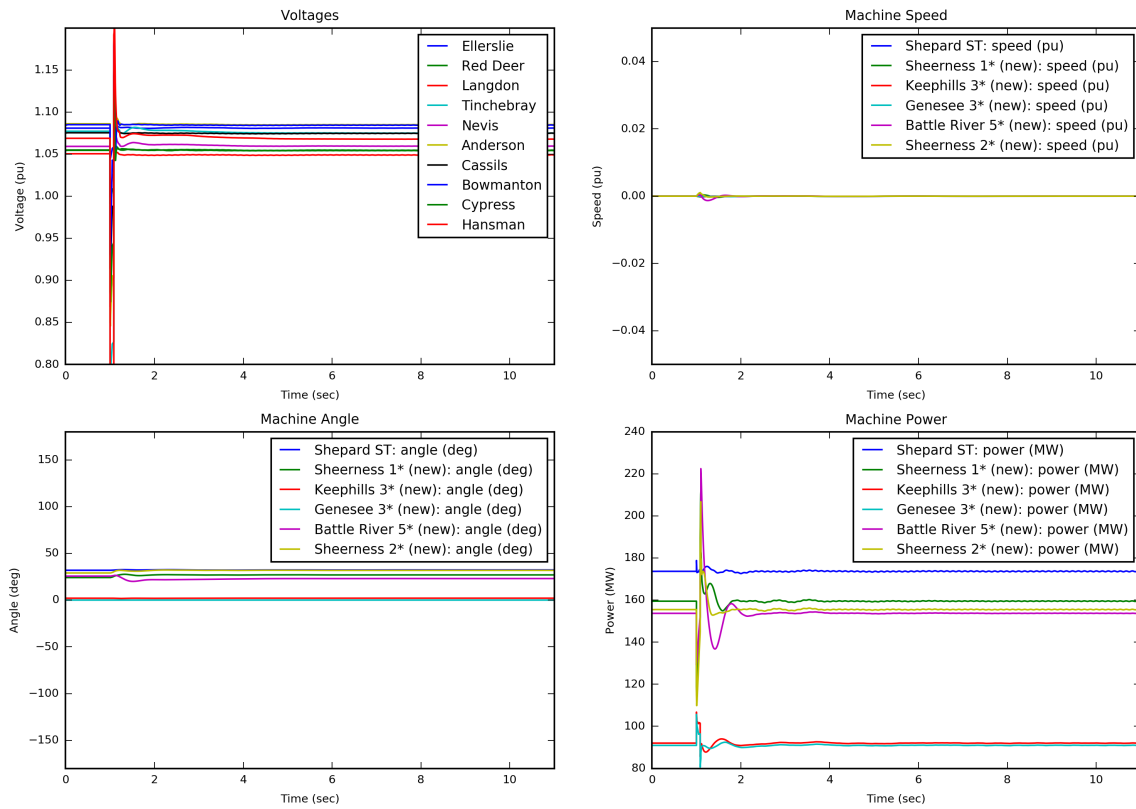 Voltages
1.15
1.10
1.05
1.00
0.95
0.90
0.85
0.80
Voltage (pu)
0 2 4 6 8 10
Time (sec)
Ellerslie
Red Deer
Langdon
Tinchebray
Nevis
Anderson
Cassils
Bowmanton
Cypress
Hansman
Machine Speed
0.04
0.02
0.00
−0.02
−0.04
Speed (pu)
0 2 4 6 8 10
Time (sec)
Shepard ST: speed (pu)
Sheerness 1* (new): speed (pu)
Keephills 3* (new): speed (pu)
Genesee 3* (new): speed (pu)
Battle River 5* (new): speed (pu)
Sheerness 2* (new): speed (pu)
Machine Angle
150
100
50
0
−50
−100
−150
Angle (deg)
0 2 4 6 8 10
Time (sec)
Shepard ST: angle (deg)
Sheerness 1* (new): angle (deg)
Keephills 3* (new): angle (deg)
Genesee 3* (new): angle (deg)
Battle River 5* (new): angle (deg)
Sheerness 2* (new): angle (deg)
Machine Power
240
220
200
180
160
140
120
100
80
Power (MW)
0 2 4 6 8 10
Time (sec)
Shepard ST: power (MW)
Sheerness 1* (new): power (MW)
Keephills 3* (new): power (MW)
Genesee 3* (new): power (MW)
Battle River 5* (new): power (MW)
Sheerness 2* (new): power (MW)